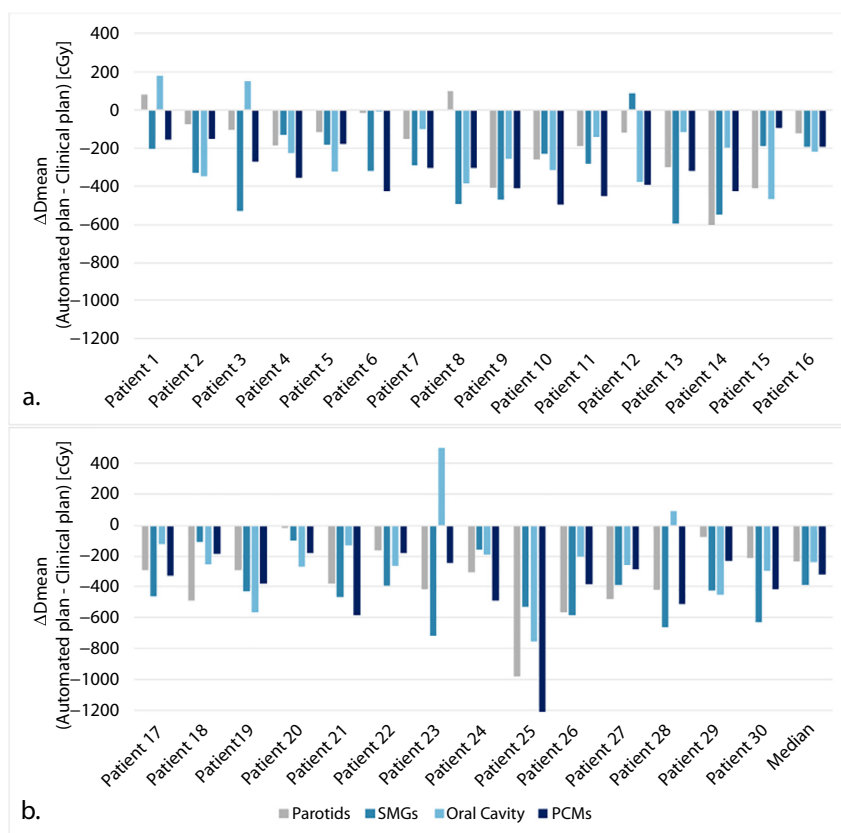 400
200
0
−200
−400
−600
−800
−1000
−1200
ΔDmean
(Automated plan - Clinical plan) [cGy]
Patient 1
Patient 2
Patient 3
Patient 4
Patient 5
Patient 6
Patient 7
Patient 8
Patient 9
Patient 10
Patient 11
Patient 12
Patient 13
Patient 14
Patient 15
Patient 16
a.
400
200
0
−200
−400
−600
−800
−1000
−1200
ΔDmean
(Automated plan - Clinical plan) [cGy]
Patient 17
Patient 18
Patient19
Patient 20
Patient 21
Patient 22
Patient 23
Patient 24
Patient 25
Patient 26
Patient 27
Patient 28
Patient 29
Patient 30
Median
b.
Parotids SMGs Oral Cavity PCMs